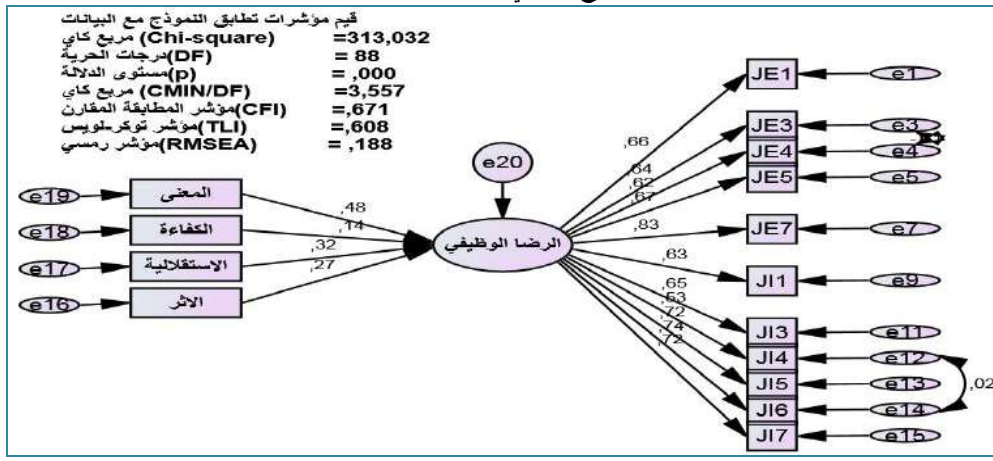 قيم مؤشرات تطابق النموذج مع البيانات
مربع كاي (Chi-square) =313,032
درجات الحرية(DF) = 88
مستوى الدلالة(p) = ,000
مربع كاي (CMIN/DF) =3,557
مؤشر المطابقة المقارن(CFI) =,671
مؤشر توكر-لويس(TLI) =,608
مؤشر رمسي(RMSEA) = ,188
e20
e19 المعنى ,48
e18 الكفاءة ,14
e17 الاستقلالية ,32
e16 الاثر ,27
الرضا الوظيفي
,66 JE1 e1
,64 JE3 e3
,62 JE4 e4
,67 JE5 e5
,83 JE7 e7
,63 JI1 e9
,65 JI3 e11
,53 JI4 e12
,72 JI5 e13
,74 JI6 e14
,72 JI7 e15
,02